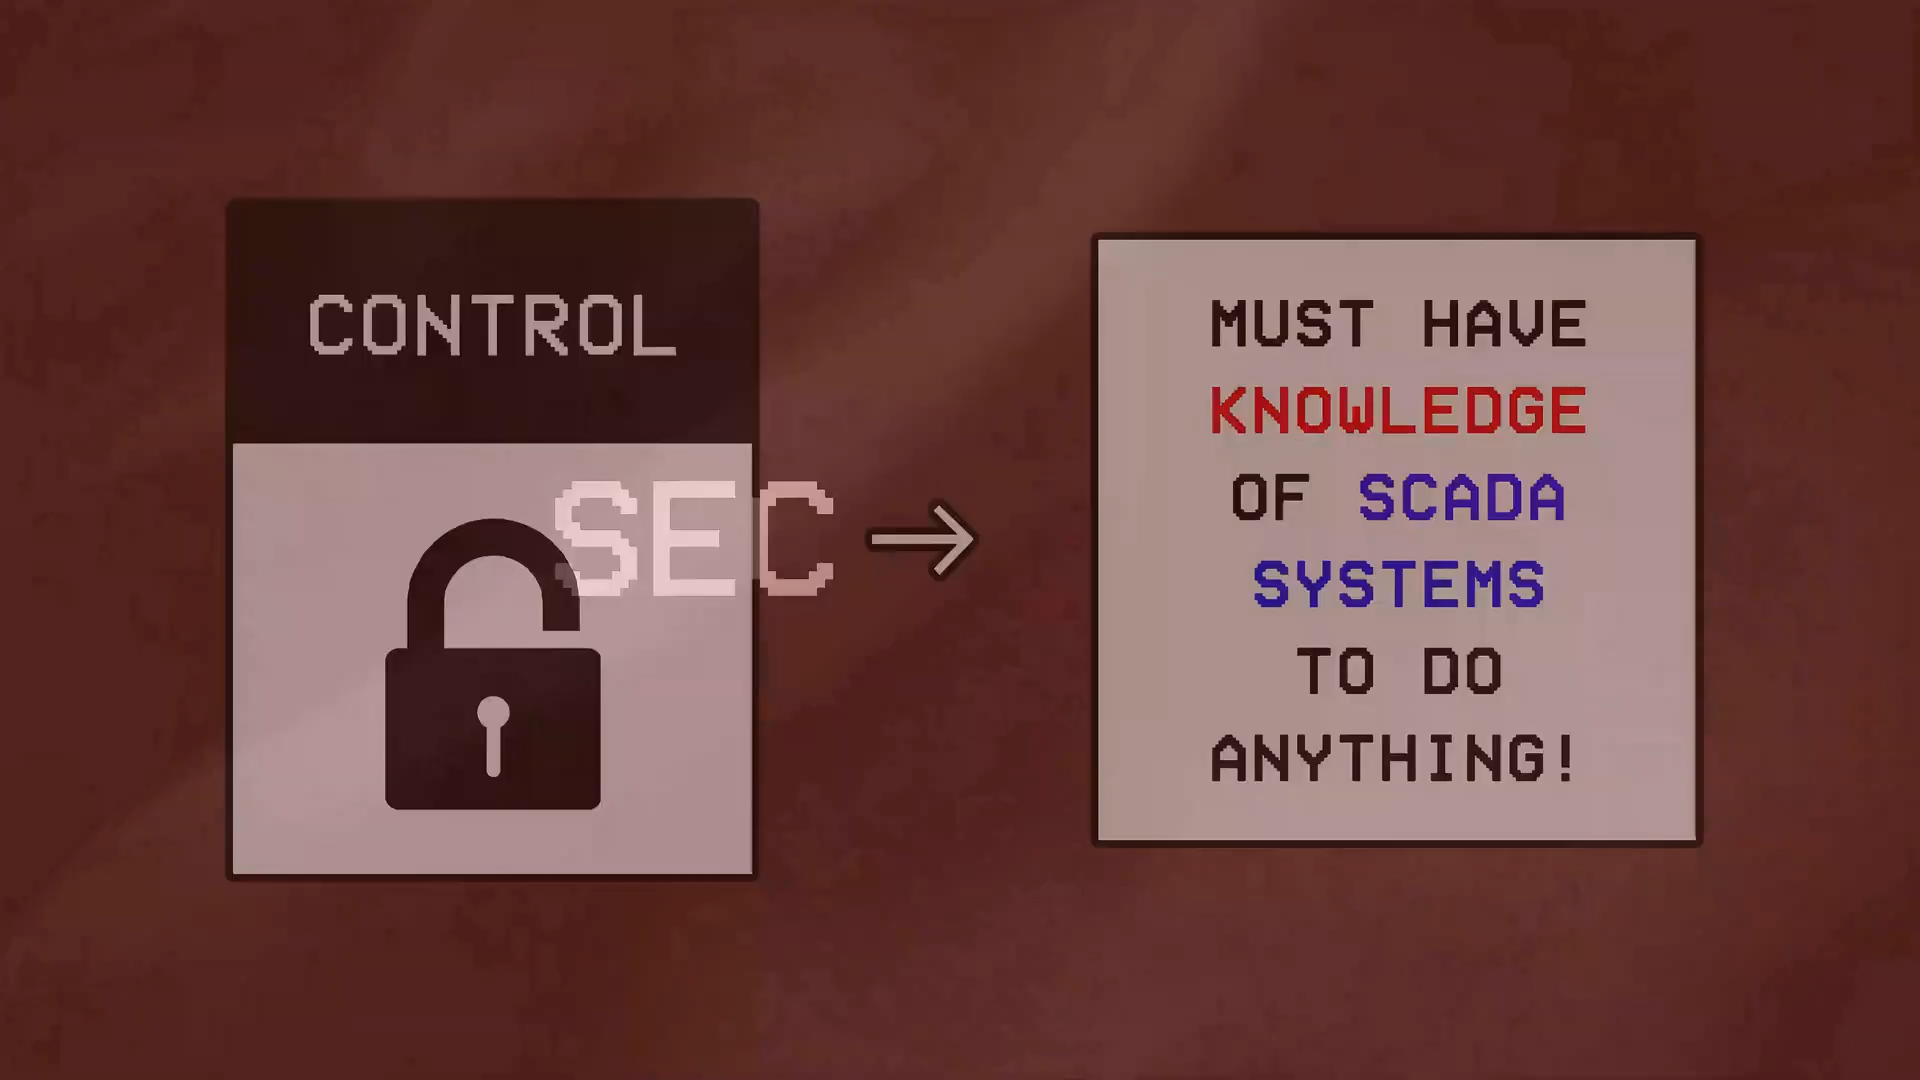 CONTROL
SEC
MUST HAVE
KNOWLEDGE
OF SCADA
SYSTEMS
TO DO
ANYTHING!